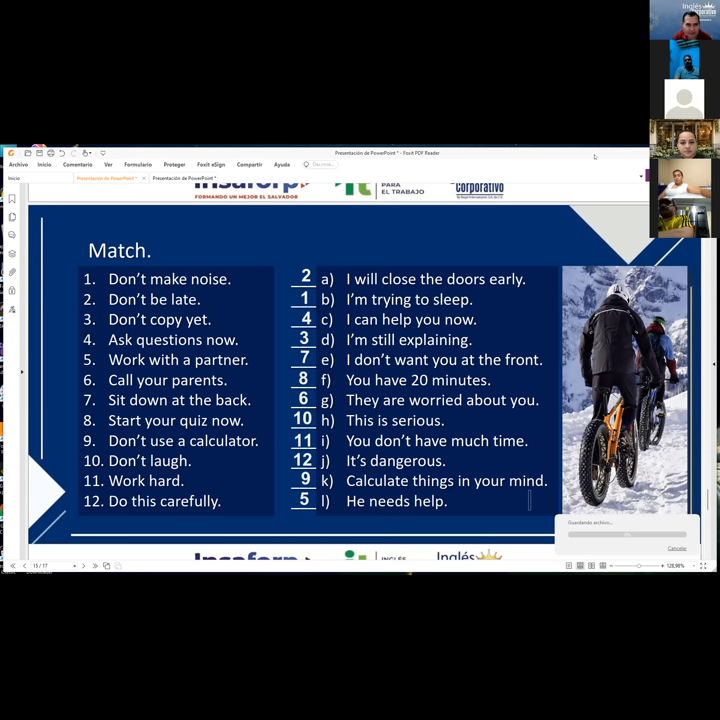 Inglés
Corporativo
Presentación de PowerPoint * - Foxit PDF Reader
Archivo Inicio Comentario Ver Formulario Proteger Foxit eSign Compartir Ayuda
Inicio Presentación de PowerPoint * × Presentación de PowerPoint *
Insaforp
FORMANDO UN MEJOR EL SALVADOR
PARA
EL TRABAJO
Corporativo
Match.
1. Don't make noise.
2. Don't be late.
3. Don't copy yet.
4. Ask questions now.
5. Work with a partner.
6. Call your parents.
7. Sit down at the back.
8. Start your quiz now.
9. Don't use a calculator.
10. Don't laugh.
11. Work hard.
12. Do this carefully.
2 a) I will close the doors early.
1 b) I'm trying to sleep.
4 c) I can help you now.
3 d) I'm still explaining.
7 e) I don't want you at the front.
8 f) You have 20 minutes.
6 g) They are worried about you.
10 h) This is serious.
11 i) You don't have much time.
12 j) It's dangerous.
9 k) Calculate things in your mind.
5 l) He needs help.
Guardando archivo...
Cancelar
Insaforp
INGLÉS
Inglés
15 / 17
128,98%